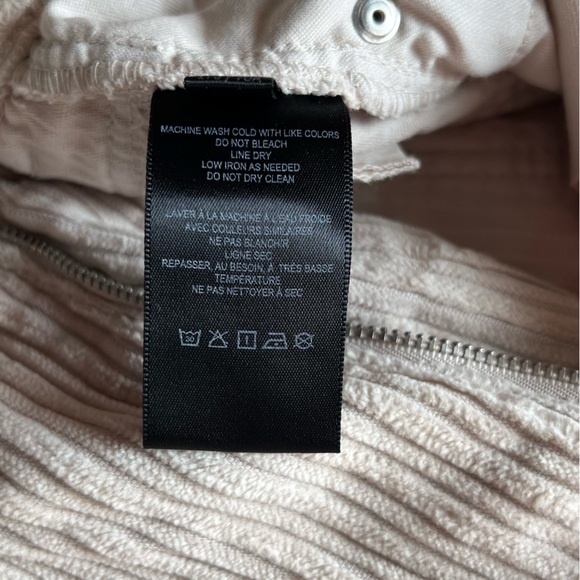 MACHINE WASH COLD WITH LIKE COLORS
DO NOT BLEACH
LINE DRY
LOW IRON AS NEEDED
DO NOT DRY CLEAN
LAVER À LA MACHINE À L'EAU FROIDE
AVEC COULEURS SIMILAIRES
NE PAS BLANCHIR
LIGNE SEC
REPASSER, AU BESOIN, À TRÈS BASSE
TEMPÉRATURE
NE PAS NETTOYER À SEC
30